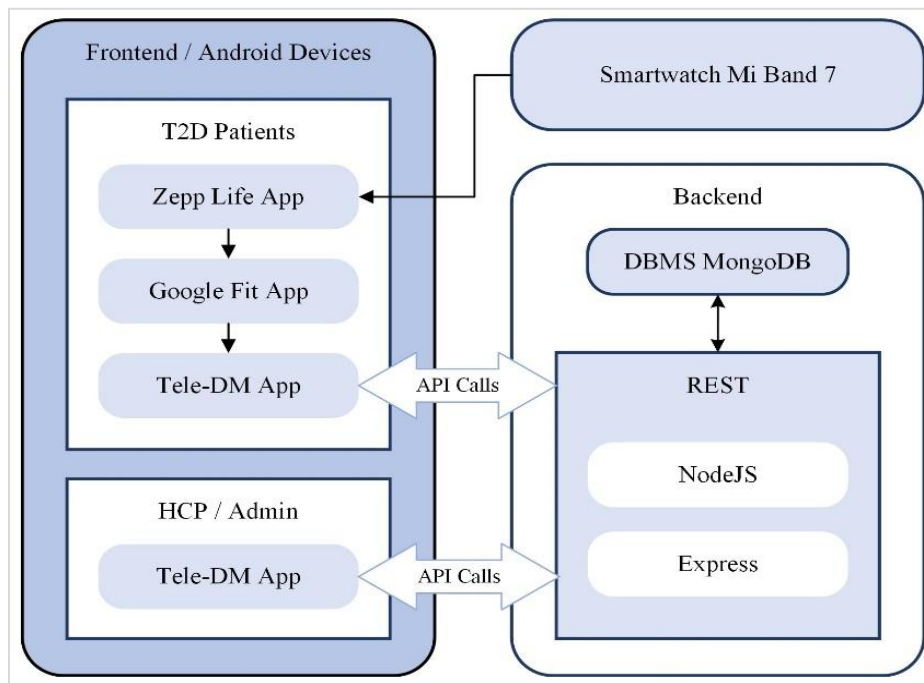 Frontend / Android Devices
T2D Patients
Zepp Life App
Google Fit App
Tele-DM App
HCP / Admin
Tele-DM App
API Calls
API Calls
Smartwatch Mi Band 7
Backend
DBMS MongoDB
REST
NodeJS
Express